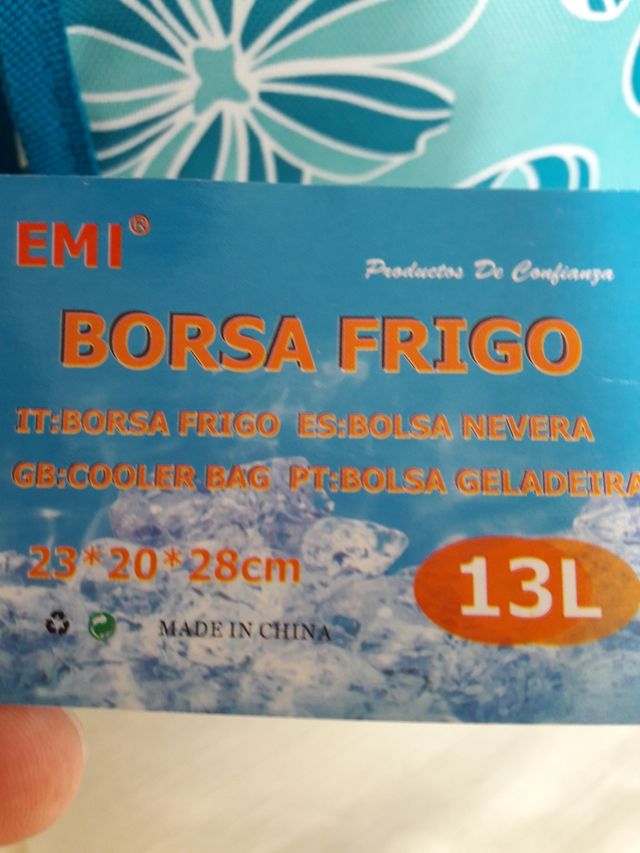 EMI®
Productos De Confianza
BORSA FRIGO
IT:BORSA FRIGO ES:BOLSA NEVERA
GB:COOLER BAG PT:BOLSA GELADEIRA
23*20*28cm
13L
MADE IN CHINA